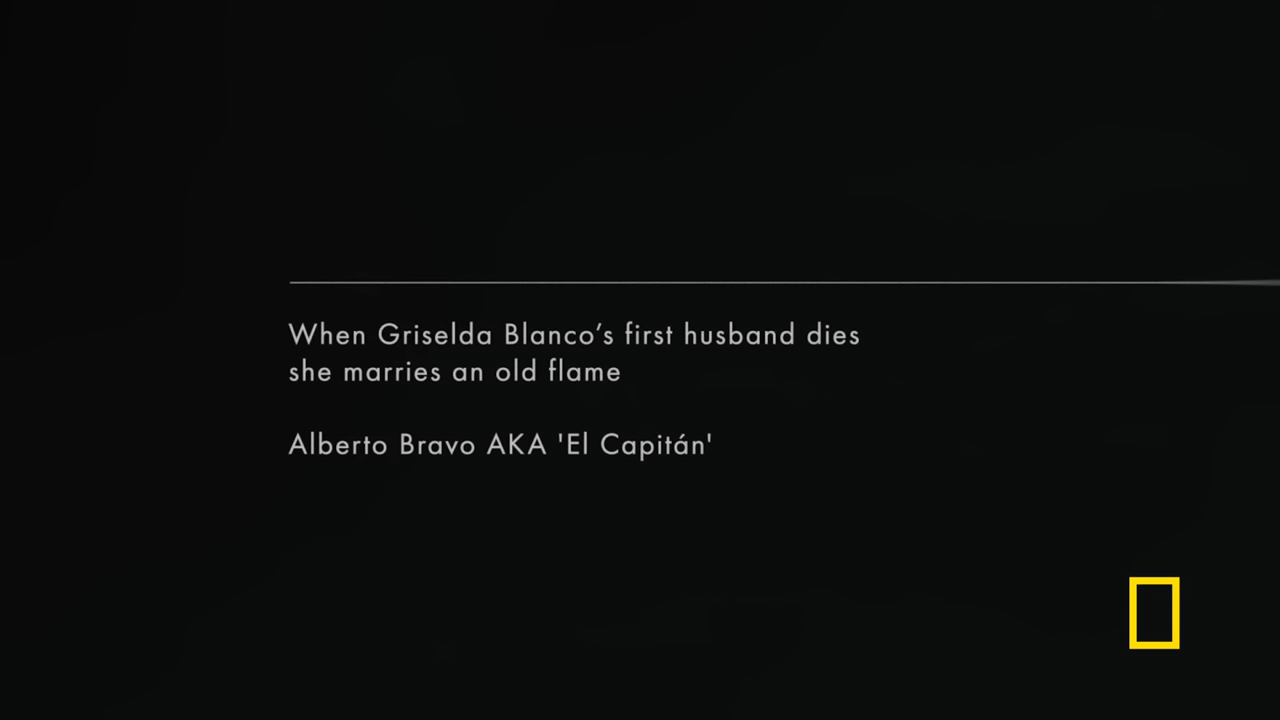 When Griselda Blanco’s first husband dies
she marries an old flame
Alberto Bravo AKA 'El Capitán'